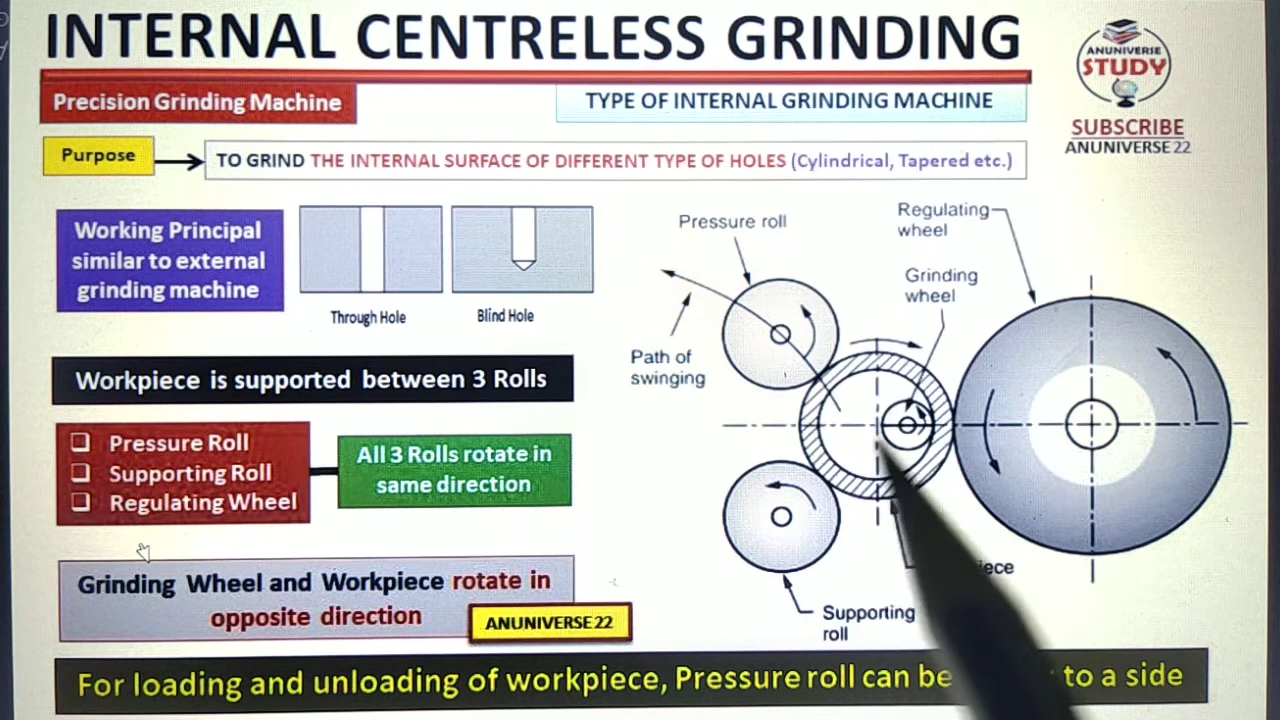 INTERNAL CENTRELESS GRINDING
ANUNIVERSE
STUDY
SUBSCRIBE
ANUNIVERSE 22
Precision Grinding Machine
TYPE OF INTERNAL GRINDING MACHINE
Purpose
TO GRIND THE INTERNAL SURFACE OF DIFFERENT TYPE OF HOLES (Cylindrical, Tapered etc.)
Working Principal
similar to external
grinding machine
Through Hole
Blind Hole
Pressure roll
Regulating
wheel
Grinding
wheel
Path of
swinging
Supporting
roll
Workpiece is supported between 3 Rolls
Pressure Roll
Supporting Roll
Regulating Wheel
All 3 Rolls rotate in
same direction
Grinding Wheel and Workpiece rotate in
opposite direction
ANUNIVERSE 22
For loading and unloading of workpiece, Pressure roll can be to a side